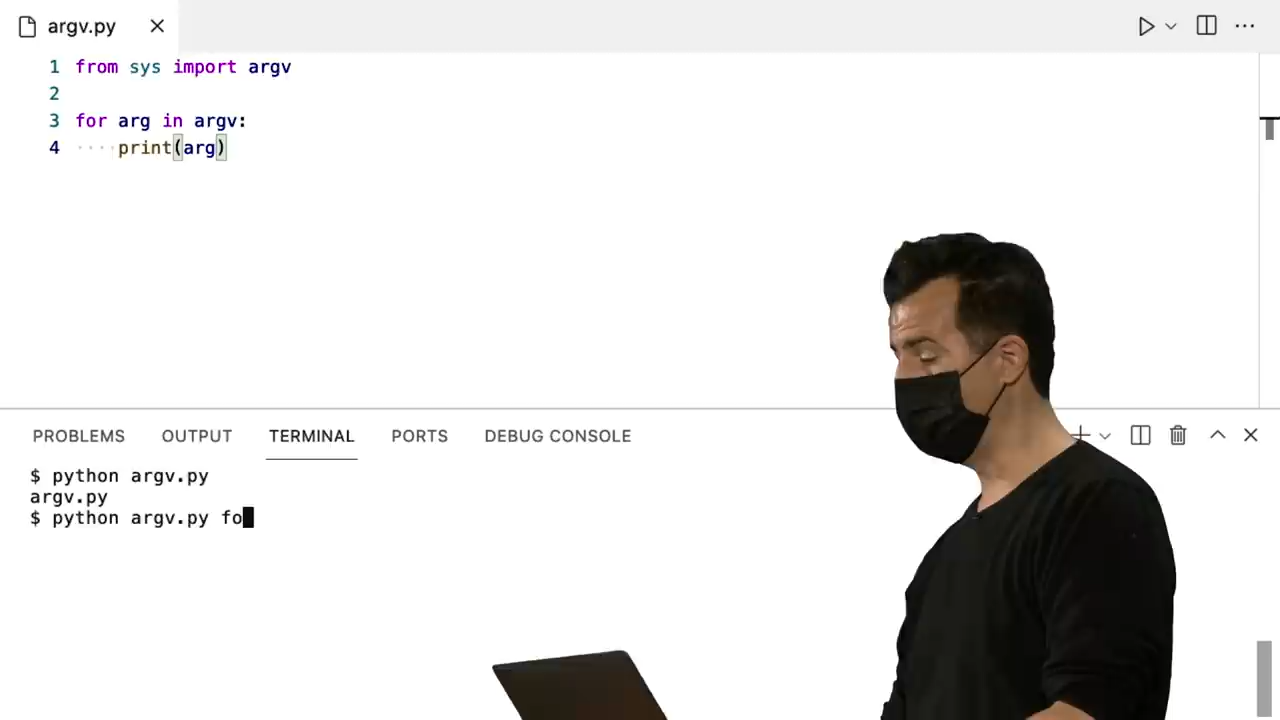 argv.py
1 from sys import argv
2
3 for arg in argv:
4 ····print(arg)
PROBLEMS OUTPUT TERMINAL PORTS DEBUG CONSOLE
$ python argv.py
argv.py
$ python argv.py fo